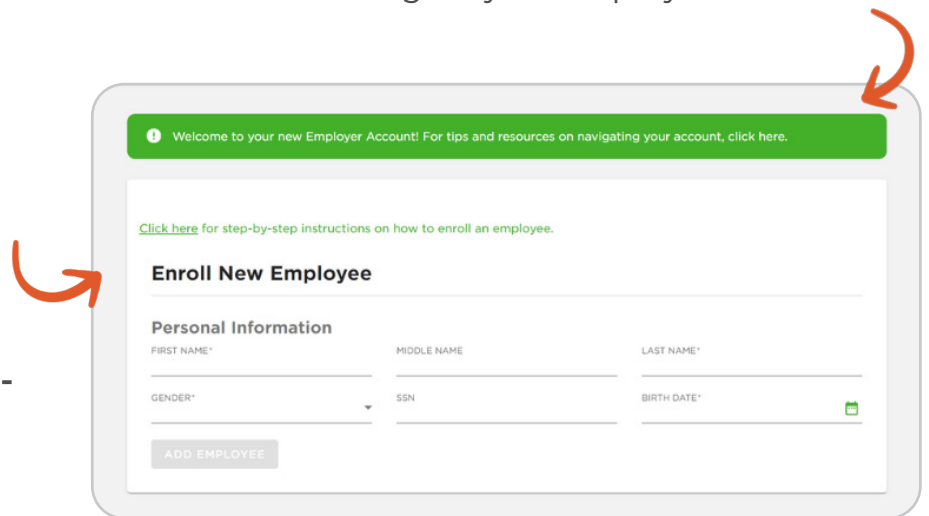 Welcome to your new Employer Account! For tips and resources on navigating your account, click here.
Click here for step-by-step instructions on how to enroll an employee.
Enroll New Employee
Personal Information
FIRST NAME* MIDDLE NAME LAST NAME*
GENDER* SSN BIRTH DATE*
-
ADD EMPLOYEE